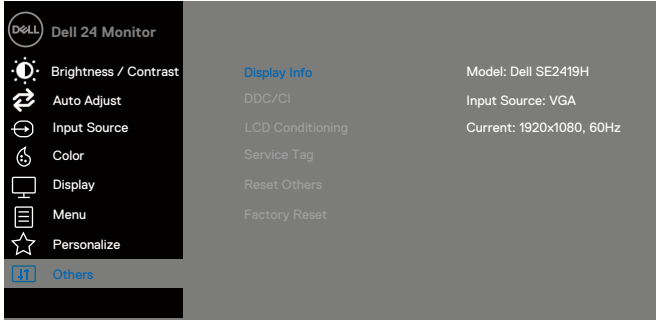 DELL
Dell 24 Monitor
Brightness / Contrast
Auto Adjust
Input Source
Color
Display
Menu
Personalize
Others
Display Info
DDC/CI
LCD Conditioning
Service Tag
Reset Others
Factory Reset
Model: Dell SE2419H
Input Source: VGA
Current: 1920x1080, 60Hz